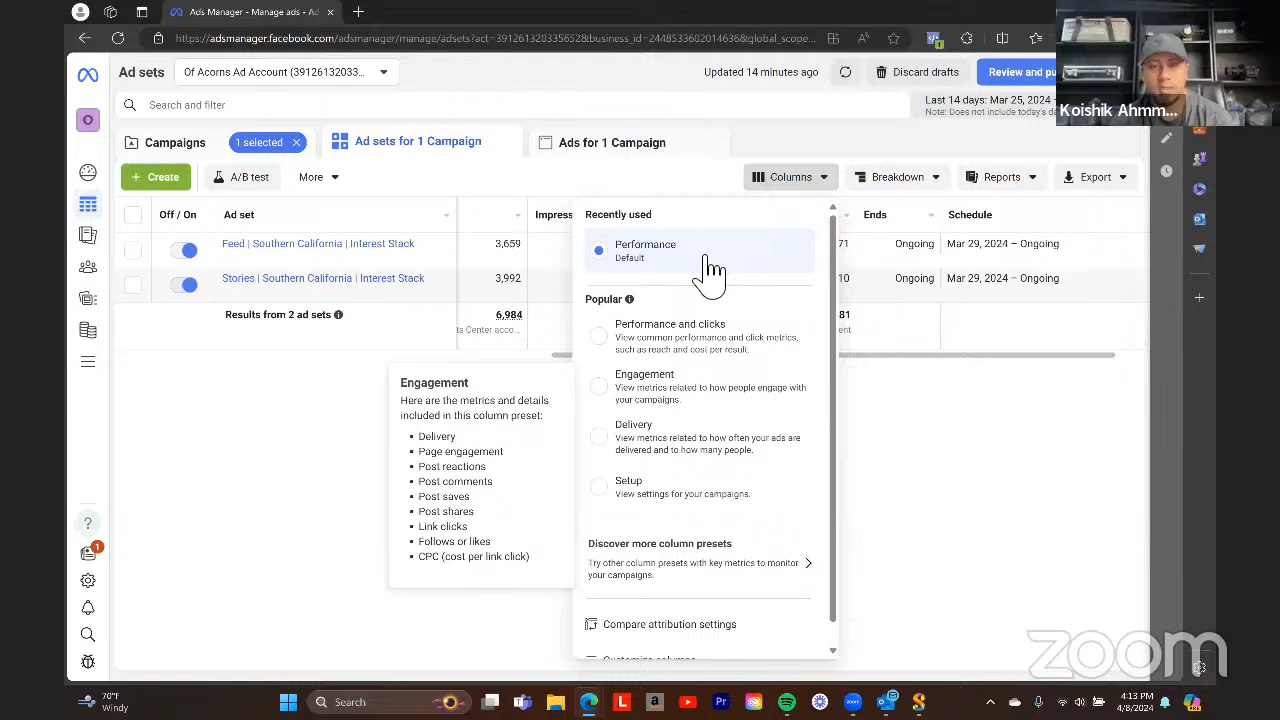 Ads Manager - Manage ads - Ad
https://adsmanager.facebook.com/adsmanager/manage/adsets?act=391261320335652&business_id=2448533602014636&global_scope...
Ad sets
Of Acorns Ad Account (39126132033...
Updated 14 minutes ago
Discard drafts
Review and pu
Koishik Ahmm...
Search and filter
Last 14 days: Mar 25, 2024 –
Note: Does not include today's da
Campaigns
1 selected
Ad sets for 1 Campaign
Ads for 1 Campaign
+ Create
A/B test
More
Columns
Breakdown
Reports
Export
Off / On
Ad set
Impress
Ends
Schedule
Feed | Southern California | Interest Stack
3,659
71
Ongoing
Mar 29, 2024 – Ongoing
Stories | Southern California | Interest Stack
3,992
10
Ongoing
Mar 29, 2024 – Ongoing
Results from 2 ad sets
6,984
ts Center acco...
81
ent
Recently used
Performance
Default
Popular
Performance and clicks
View common performance and click metrics,
such as reach and cost per result.
Engagement
View metrics related to how people engage with
your campaigns.
Delivery
View metrics related to how often your ads are
delivered and to how many people.
Setup
View settings for your campaigns.
Discover more column presets
Try other column presets with key metrics to monitor
your campaigns.
Compare attribution settings
Customize columns
Engagement
Here are the metrics and details
included in this column preset:
Delivery
Page engagement
Post reactions
Post comments
Post saves
Post shares
Link clicks
Follows or likes
CPC (cost per link click)
1
zoom
70°F
Windy
Search
4:13 PM
4/8/2024